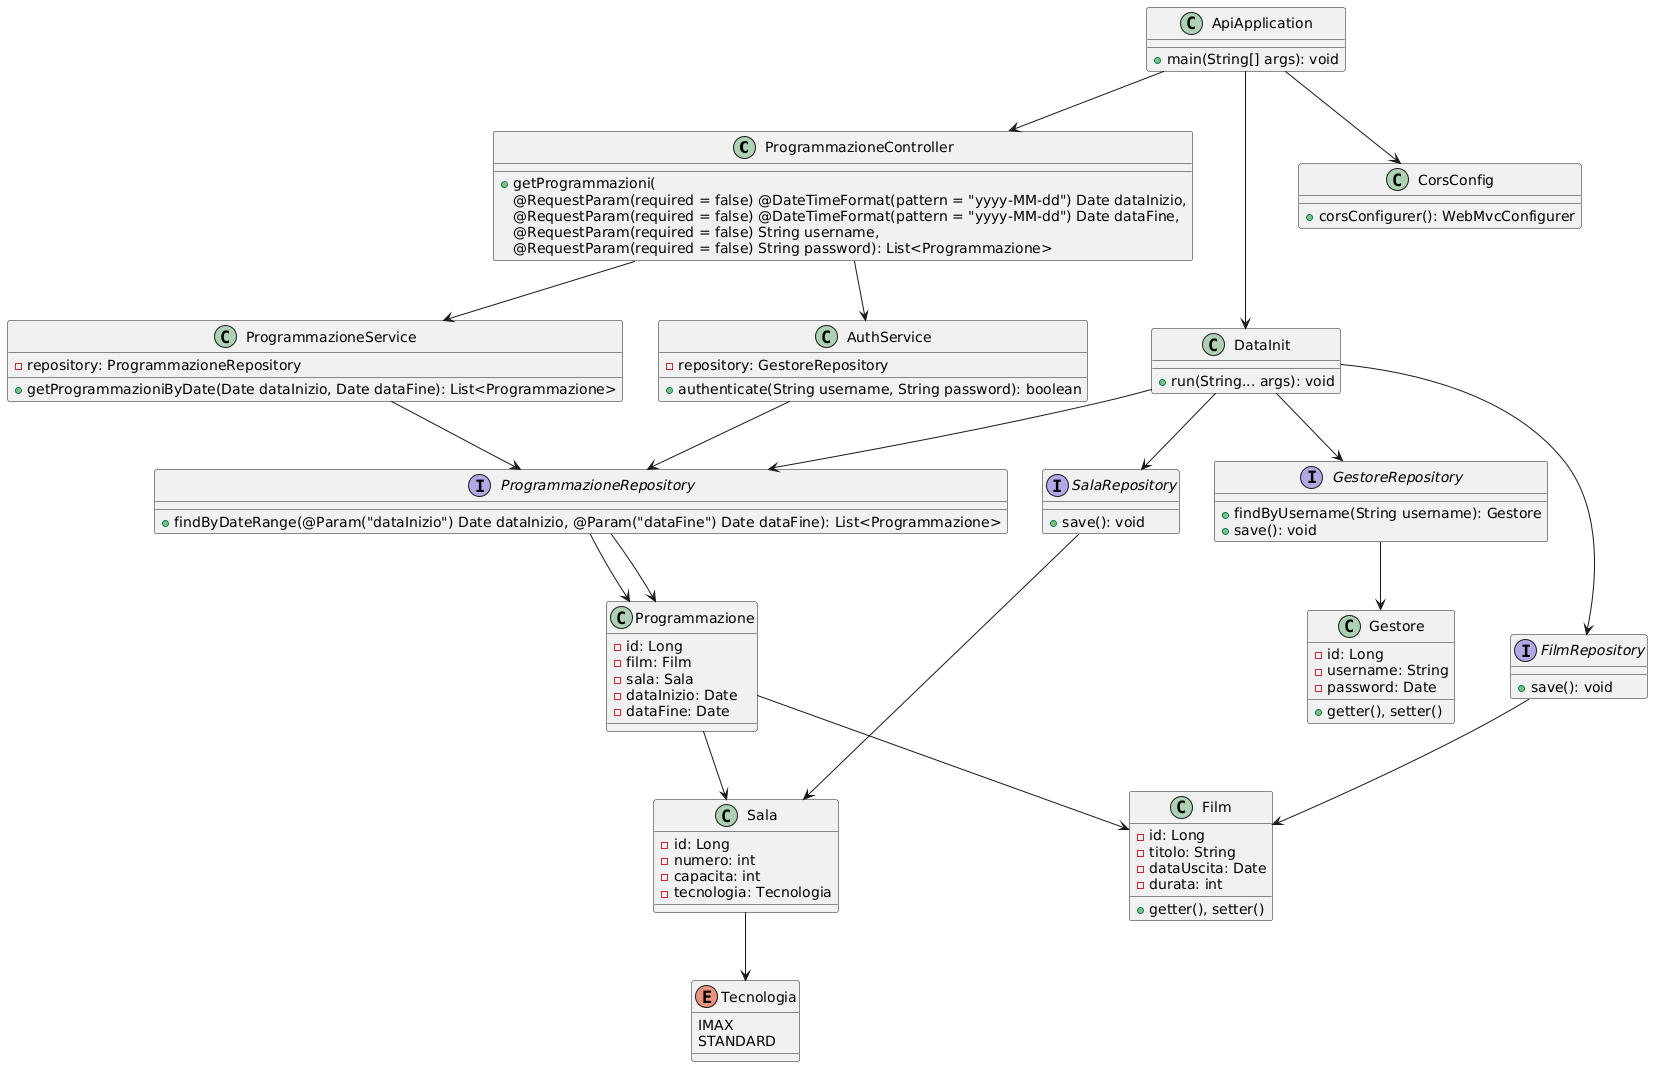 C ApiApplication
main(String[] args): void
C ProgrammazioneController
getProgrammazioni(
@RequestParam(required = false) @DateTimeFormat(pattern = "yyyy-MM-dd") Date dataInizio,
@RequestParam(required = false) @DateTimeFormat(pattern = "yyyy-MM-dd") Date dataFine,
@RequestParam(required = false) String username,
@RequestParam(required = false) String password): List<Programmazione>
C CorsConfig
corsConfigurer(): WebMvcConfigurer
C ProgrammazioneService
repository: ProgrammazioneRepository
getProgrammazioniByDate(Date dataInizio, Date dataFine): List<Programmazione>
C AuthService
repository: GestoreRepository
authenticate(String username, String password): boolean
C DataInit
run(String... args): void
I ProgrammazioneRepository
findByDateRange(@Param("dataInizio") Date dataInizio, @Param("dataFine") Date dataFine): List<Programmazione>
I SalaRepository
save(): void
I GestoreRepository
findByUsername(String username): Gestore
save(): void
C Programmazione
id: Long
film: Film
sala: Sala
dataInizio: Date
dataFine: Date
C Gestore
id: Long
username: String
password: Date
getter(), setter()
I FilmRepository
save(): void
C Sala
id: Long
numero: int
capacita: int
tecnologia: Tecnologia
C Film
id: Long
titolo: String
dataUscita: Date
durata: int
getter(), setter()
E Tecnologia
IMAX
STANDARD